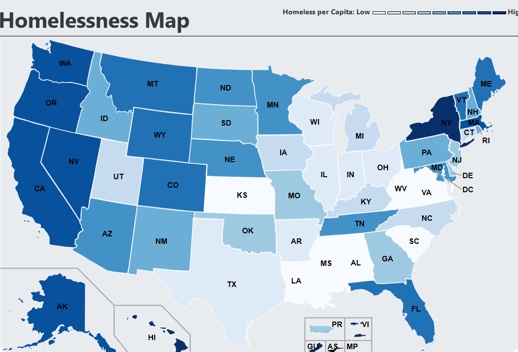 Homelessness Map
Homeless per Capita: Low
Hig
WA
OR
CA
NV
ID
MT
WY
UT
CO
AZ
NM
ND
SD
NE
KS
OK
TX
MN
IA
MO
AR
LA
WI
IL
MS
MI
IN
OH
KY
TN
AL
GA
FL
SC
NC
VA
WV
PA
NY
VT
NH
ME
MA
CT
RI
NJ
DE
MD
DC
AK
HI
PR
VI
GU
AS
MP